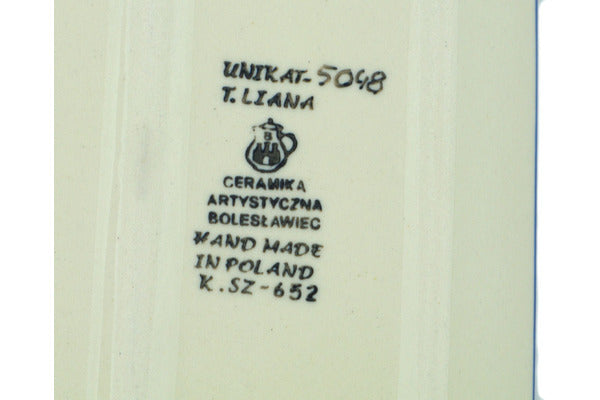 UNIKAT-5048
T. LIANA
B
CERAMIKA
ARTYSTYCZNA
BOLESŁAWIEC
HAND MADE
IN POLAND
K.SZ-652